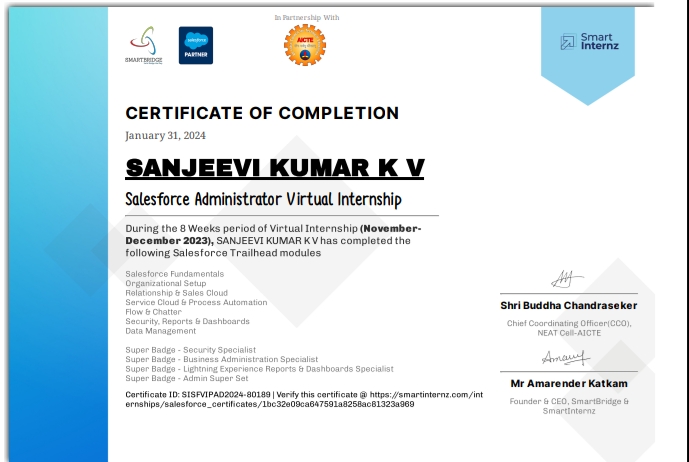 In Partnership With
SMARTBRIDGE
salesforce
PARTNER
AICTE
Smart
Internz
CERTIFICATE OF COMPLETION
January 31, 2024
SANJEEVI KUMAR K V
Salesforce Administrator Virtual Internship
During the 8 Weeks period of Virtual Internship (November-
December 2023), SANJEEVI KUMAR K V has completed the
following Salesforce Trailhead modules
Salesforce Fundamentals
Organizational Setup
Relationship & Sales Cloud
Service Cloud & Process Automation
Flow & Chatter
Security, Reports & Dashboards
Data Management
Super Badge - Security Specialist
Super Badge - Business Administration Specialist
Super Badge - Lightning Experience Reports & Dashboards Specialist
Super Badge - Admin Super Set
Certificate ID: SISFVIPAD2024-80189 | Verify this certificate @ https://smartinternz.com/int
ernships/salesforce_certificates/1bc32e09ca647591a8258ac81323a969
Shri Buddha Chandraseker
Chief Coordinating Officer(CCO),
NEAT Cell-AICTE
Mr Amarender Katkam
Founder & CEO, SmartBridge &
SmartInternz